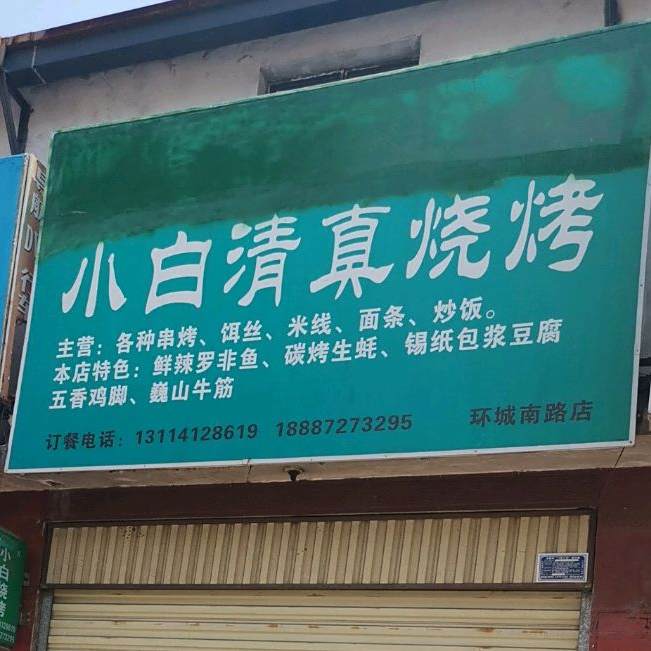 小白清真烧烤
主营：各种串烤、饵丝、米线、面条、炒饭。
本店特色：鲜辣罗非鱼、碳烤生蚝、锡纸包浆豆腐
五香鸡脚、巍山牛筋
订餐电话：13114128619 18887273295 环城南路店
小白烧烤